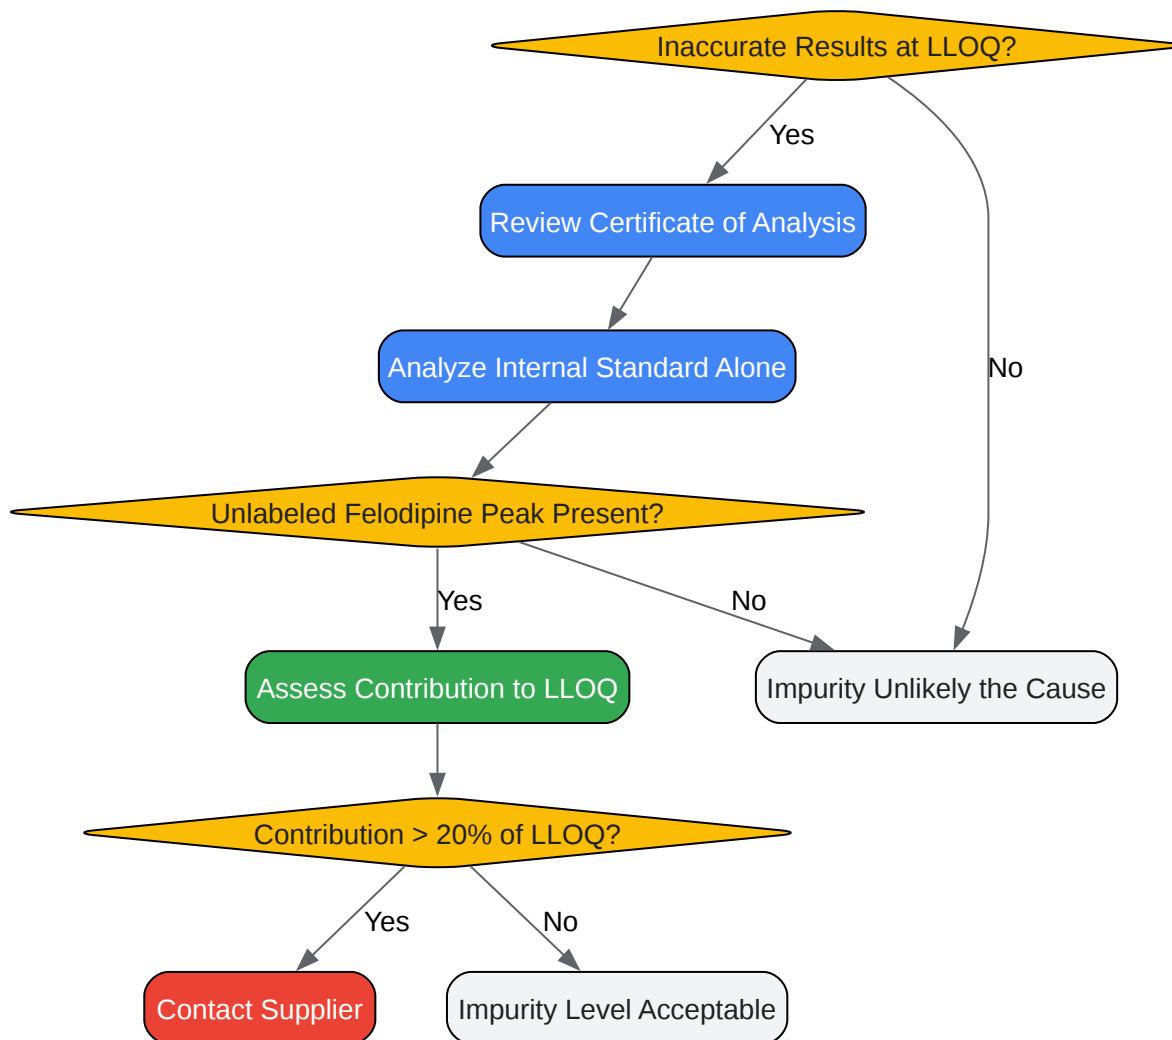 Inaccurate Results at LLOQ?
Yes
Review Certificate of Analysis
Analyze Internal Standard Alone
No
Unlabeled Felodipine Peak Present?
Yes
No
Assess Contribution to LLOQ
Impurity Unlikely the Cause
Contribution > 20% of LLOQ?
Yes
No
Contact Supplier
Impurity Level Acceptable